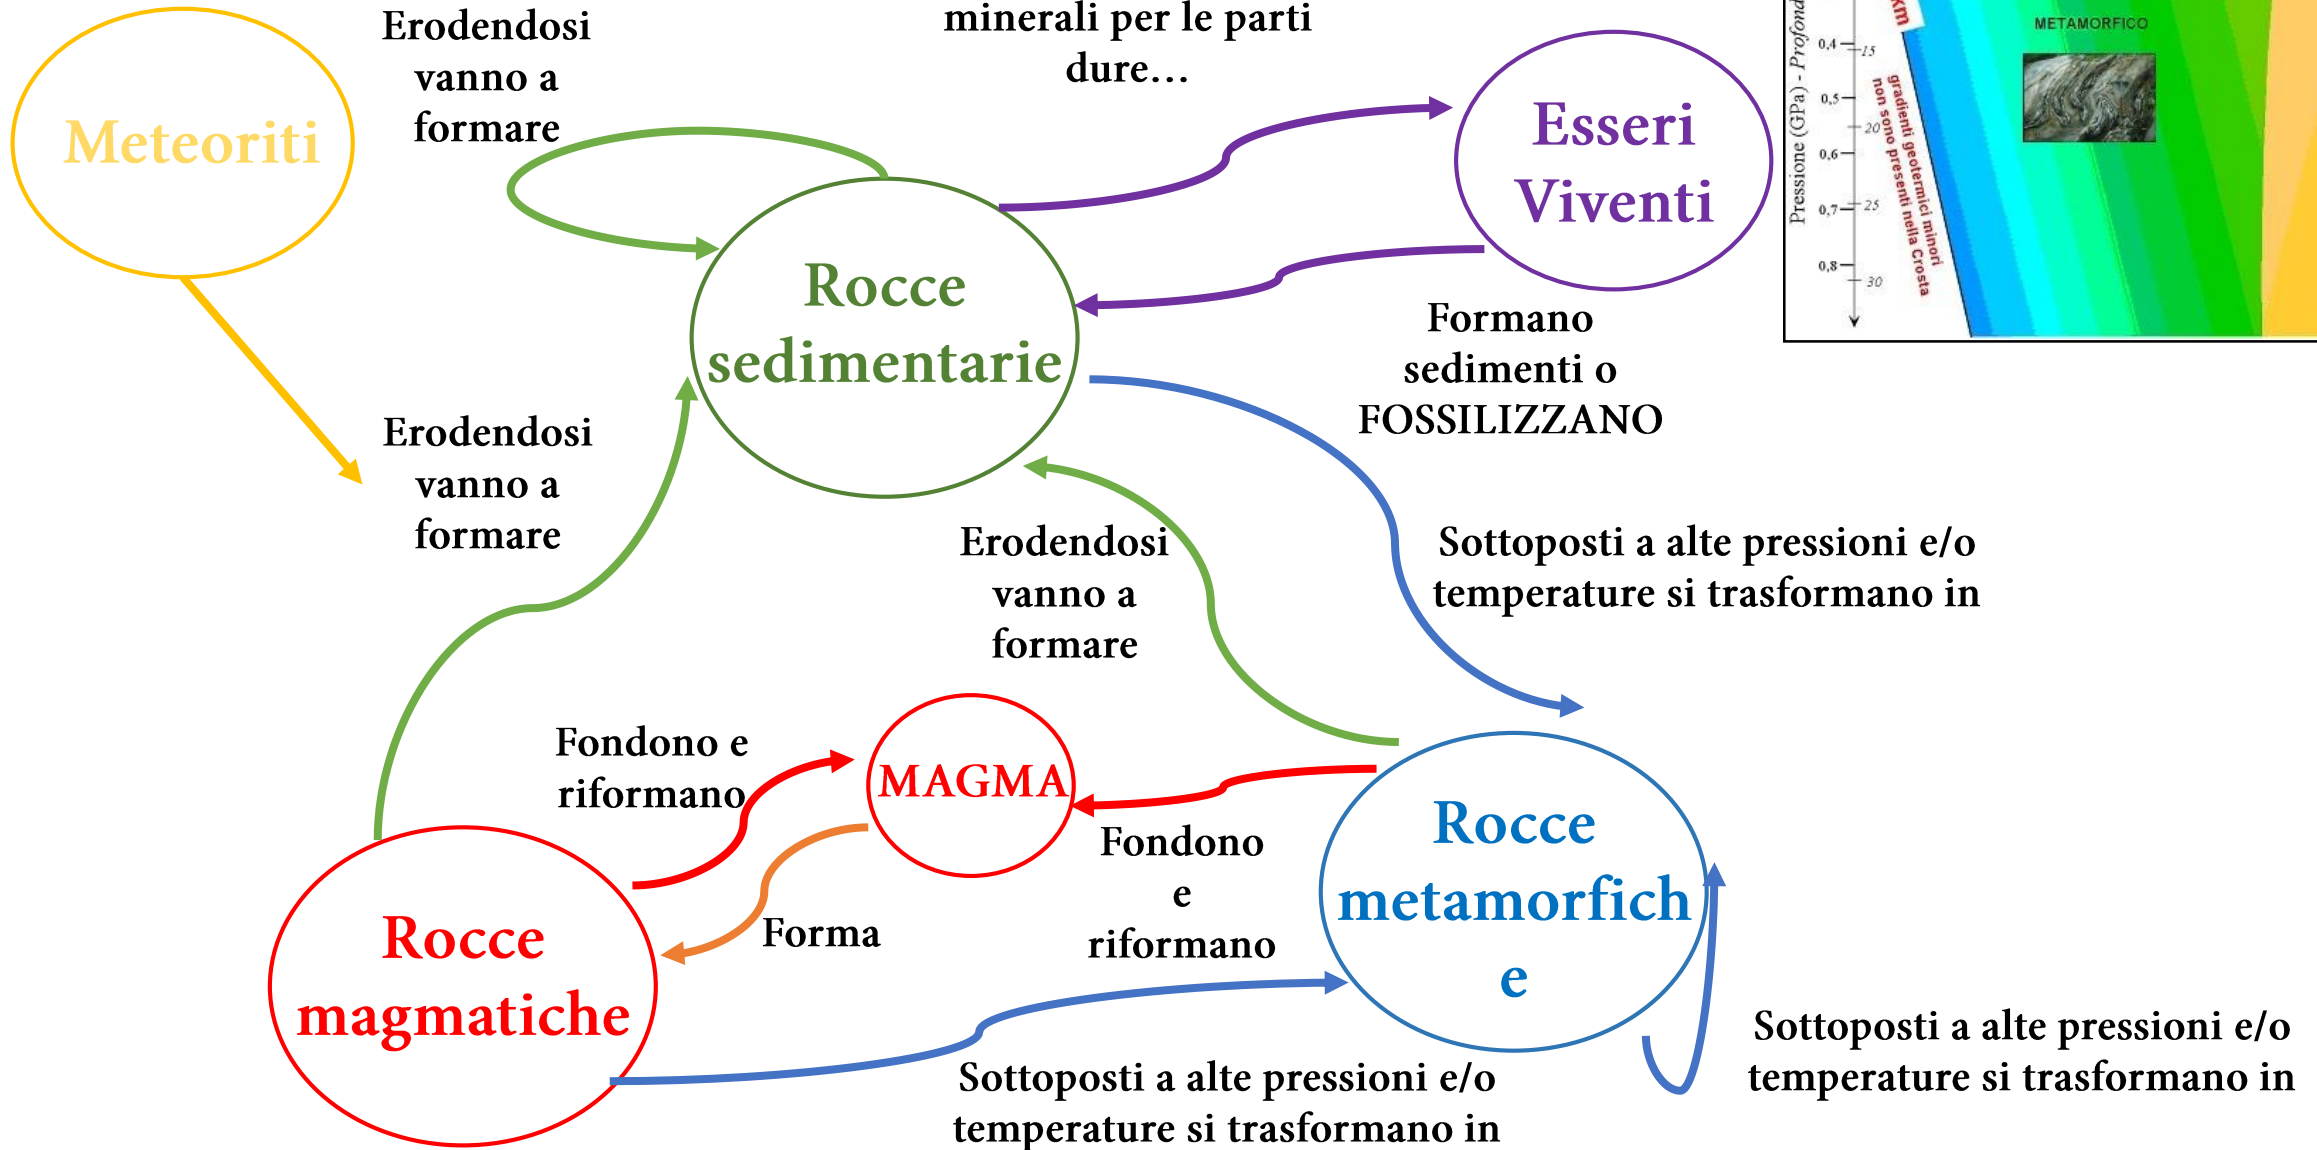 Erodendosi
vanno a
formare
minerali per le parti
dure…
Meteoriti
Esseri
Viventi
Rocce
sedimentarie
Formano
sedimenti o
FOSSILIZZANO
Erodendosi
vanno a
formare
Erodendosi
vanno a
formare
Sottoposti a alte pressioni e/o
temperature si trasformano in
Fondono e
riformano
MAGMA
Fondono
e
riformano
Forma
Rocce
magmatiche
Rocce
metamorfich
e
Sottoposti a alte pressioni e/o
temperature si trasformano in
Sottoposti a alte pressioni e/o
temperature si trasformano in
METAMORFICO
km
Pressione (GPa) -
0,4
15
0,5
20
0,6
0,7
25
0,8
30
gradienti geotermici minori
non sono presenti nella Crosta